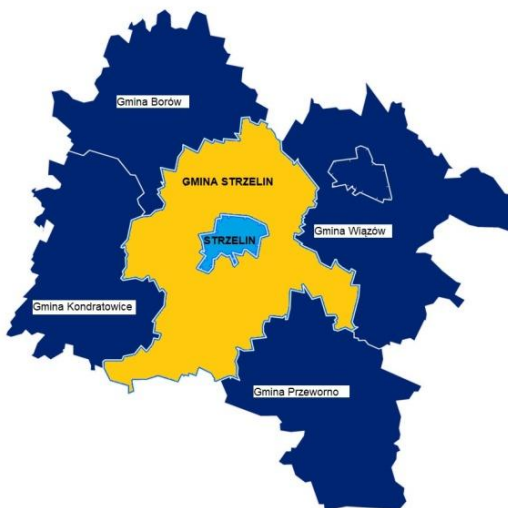 Gmina Borów
GMINA STRZELIN
Gmina Wiązów
STRZELIN
Gmina Kondratowice
Gmina Przeworno